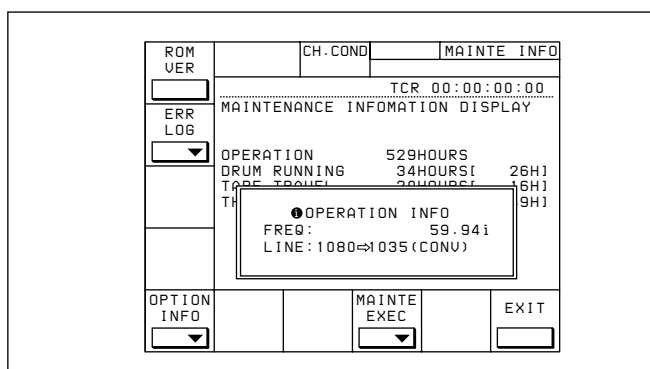 ROM VER
CH.COND
MAINTE INFO
TCR 00:00:00:00
MAINTENANCE INFOMATION DISPLAY
ERR LOG
OPERATION 529HOURS
DRUM RUNNING 34HOURS[ 26H]
16H]
9H]
OPERATION INFO
FREQ: 59.94i
LINE:1080⇨1035(CONV)
OPTION INFO
MAINTE EXEC
EXIT